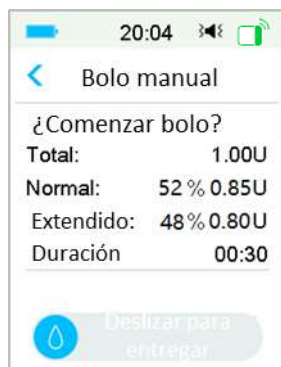 20:04
Bolo manual
¿Comenzar bolo?
Total: 1.00U
Normal: 52% 0.85U
Extendido: 48% 0.80U
Duración 00:30
Deslizar para
entregar